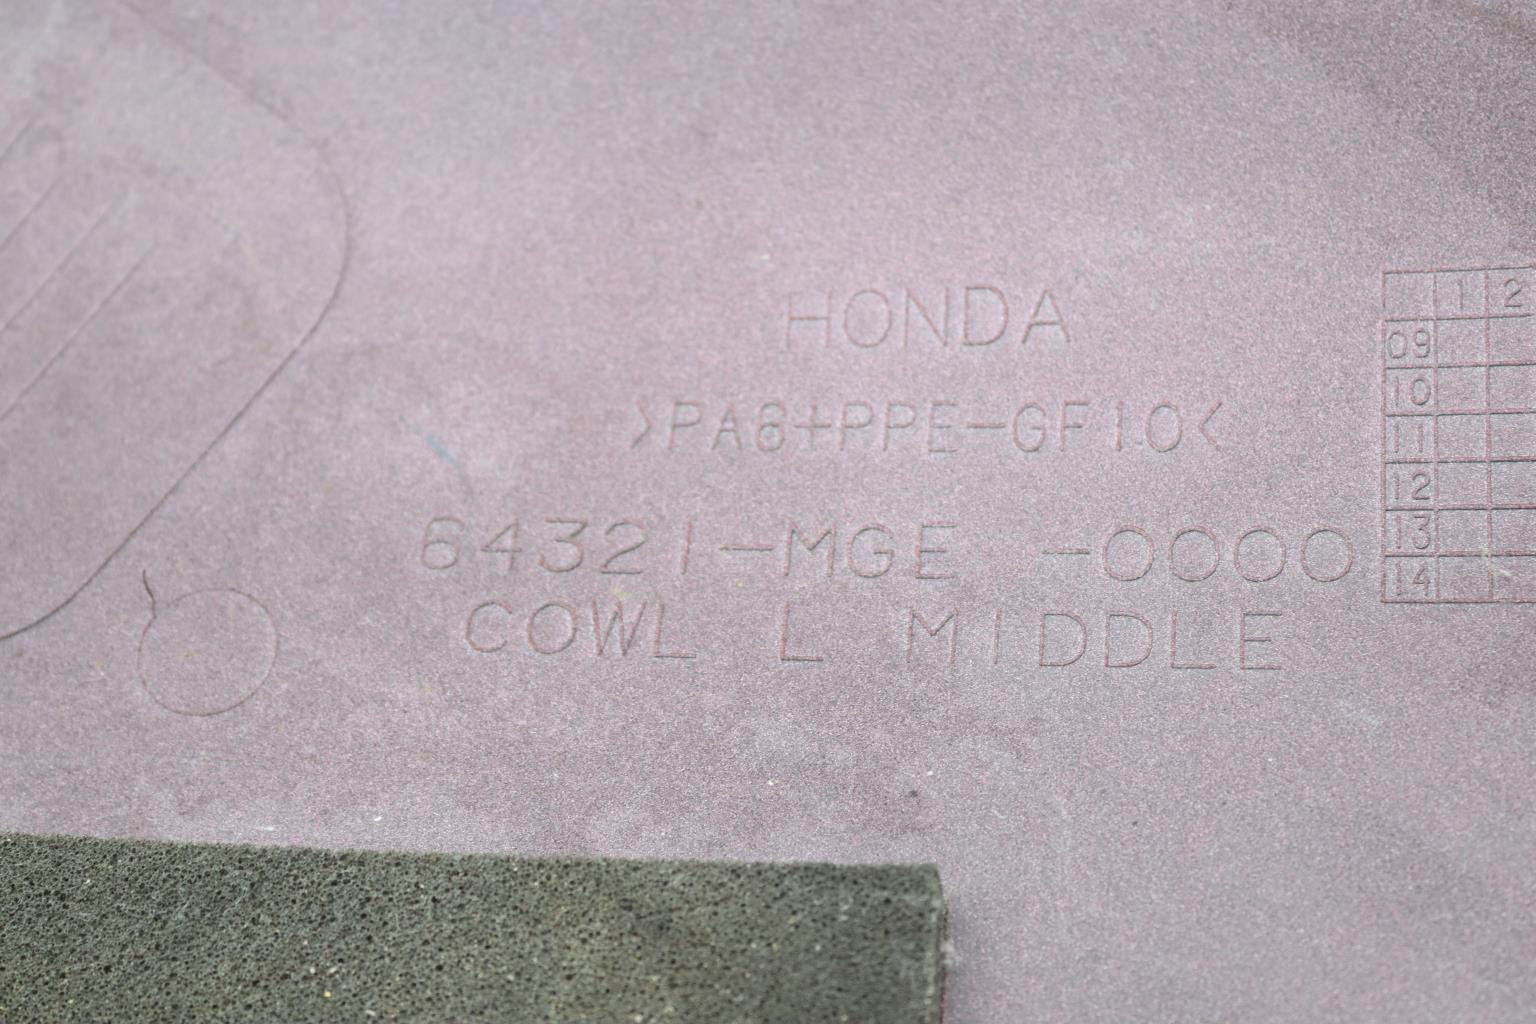 HONDA
>PA6+PPE-GF10<
64321-MGE -0000
COWL L MIDDLE
1 2
09
10
11
12
13
14